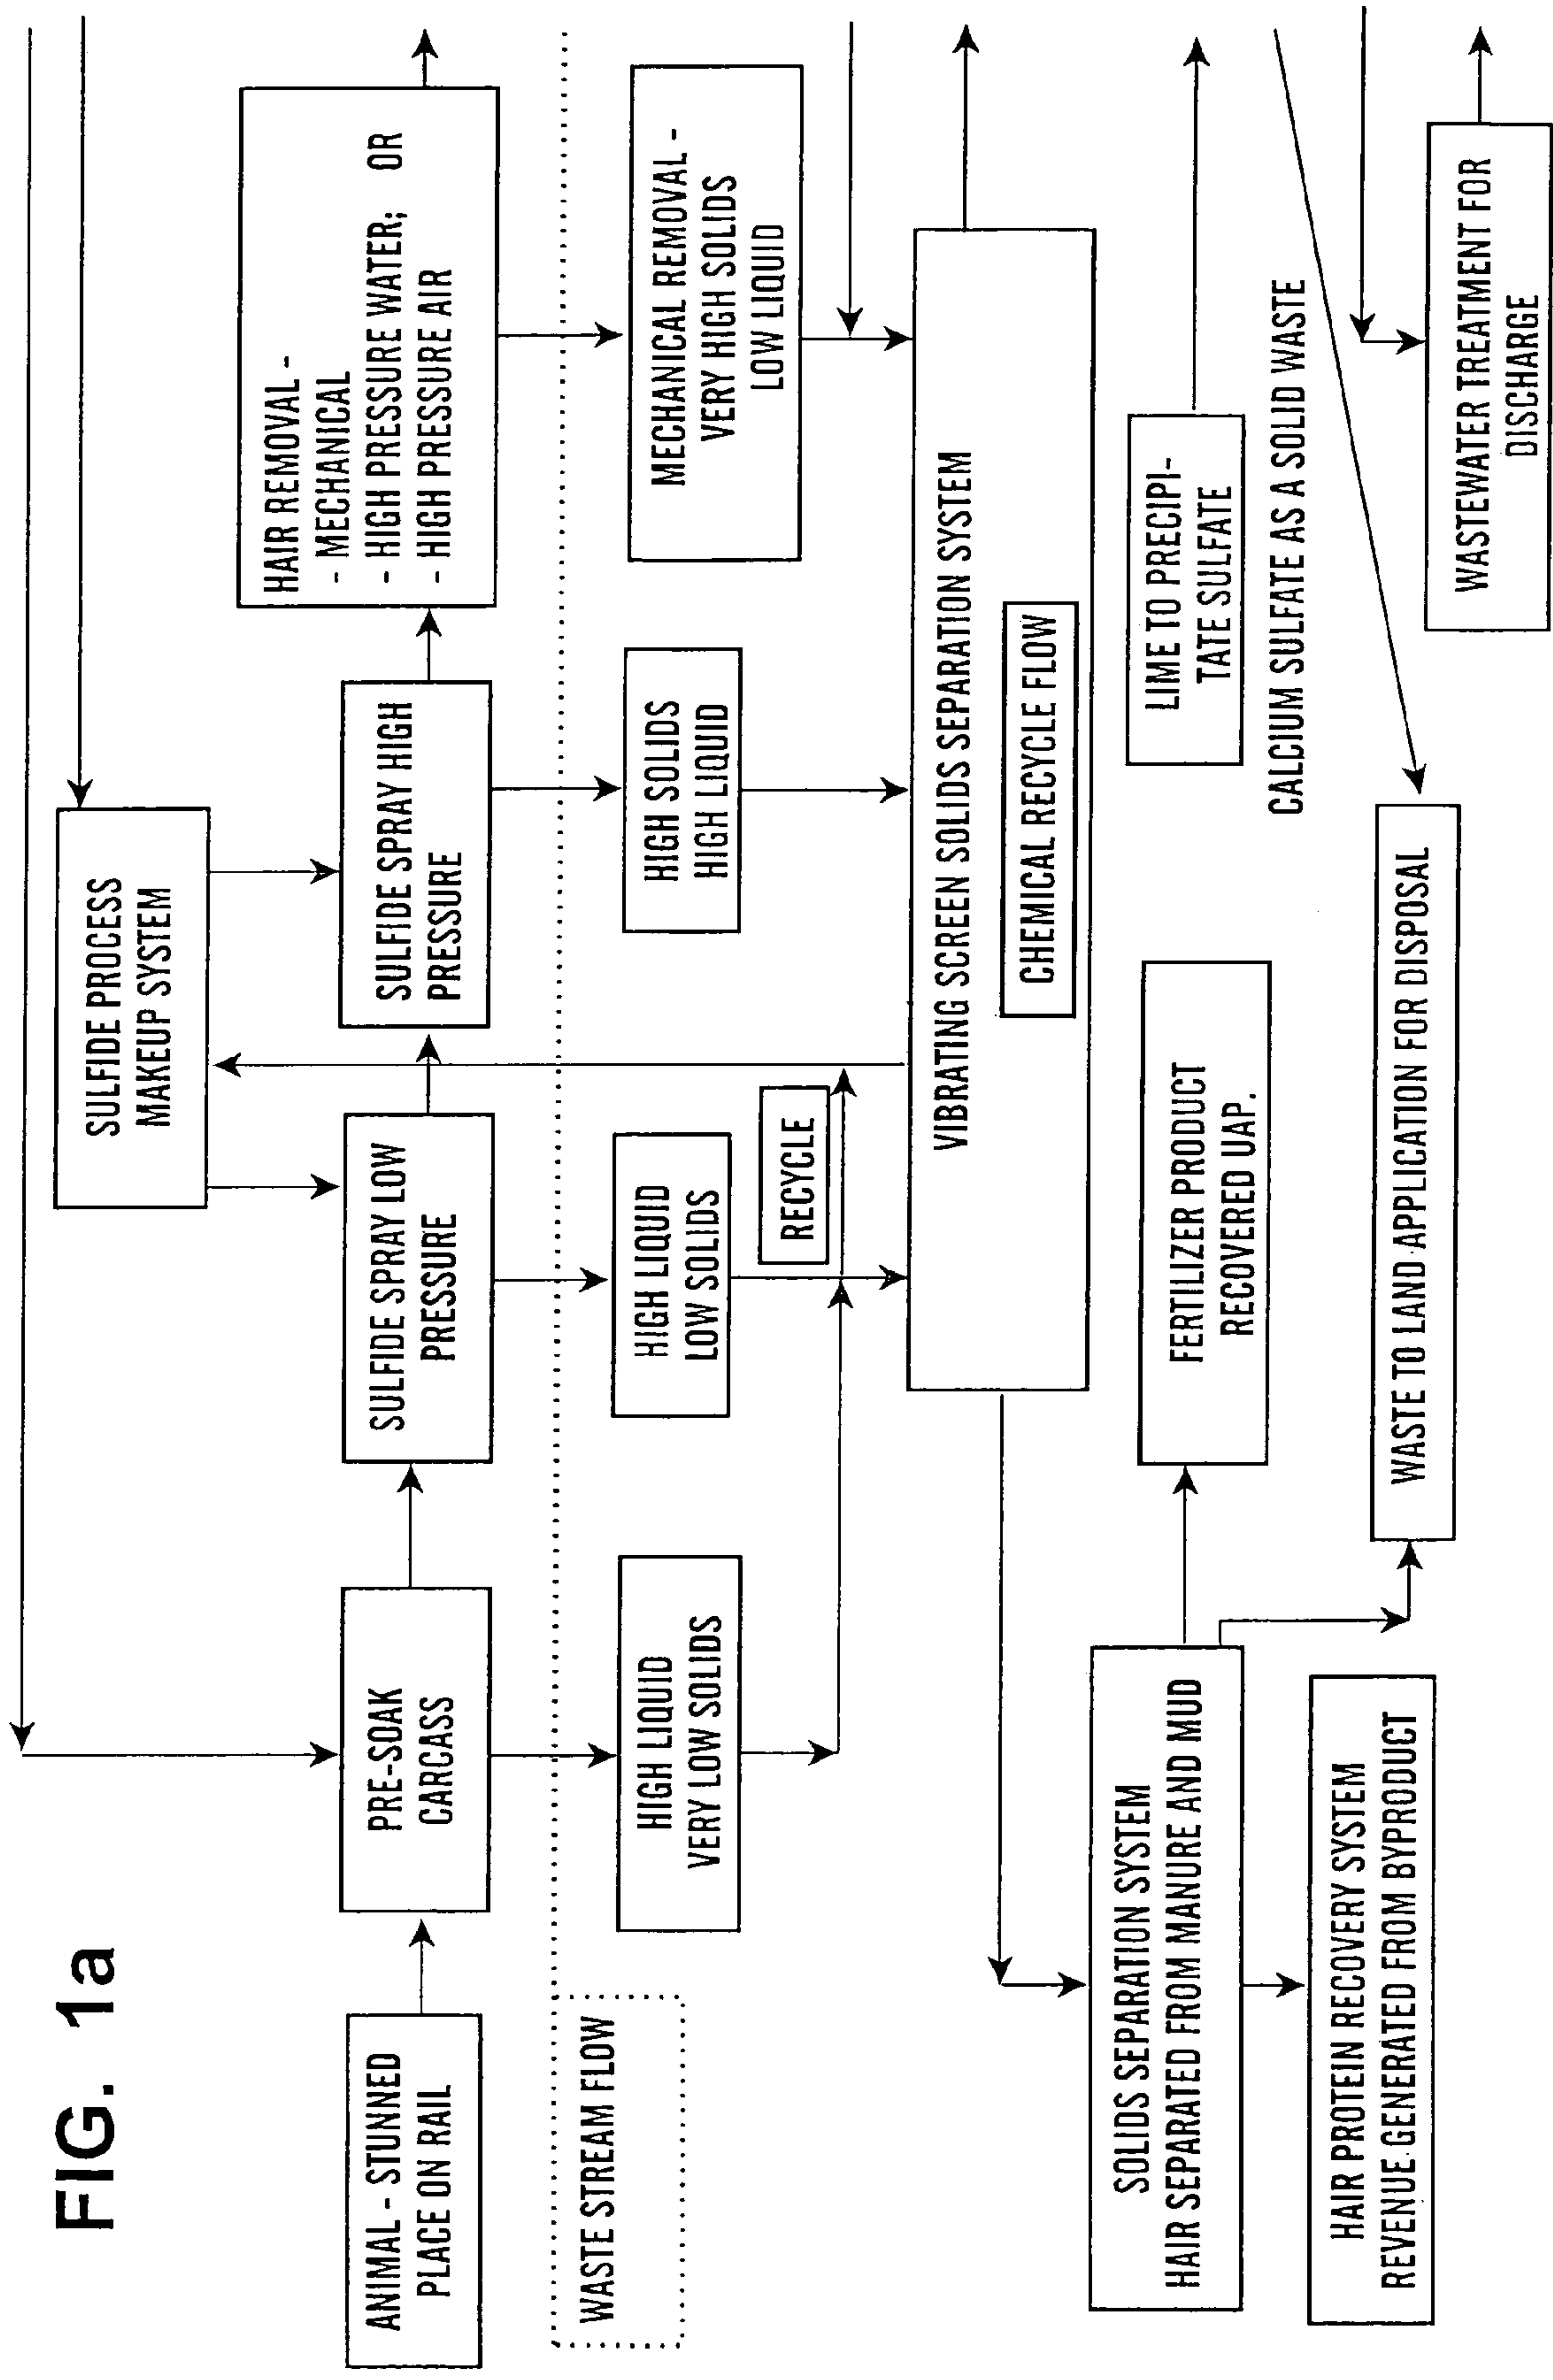 FIG. 1a
SULFIDE PROCESS
MAKEUP SYSTEM
ANIMAL - STUNNED
PLACE ON RAIL
PRE-SOAK
CARCASS
SULFIDE SPRAY LOW
PRESSURE
SULFIDE SPRAY HIGH
PRESSURE
HAIR REMOVAL -
- MECHANICAL
- HIGH PRESSURE WATER; OR
- HIGH PRESSURE AIR
WASTE STREAM FLOW
HIGH LIQUID
VERY LOW SOLIDS
HIGH LIQUID
LOW SOLIDS
HIGH SOLIDS
HIGH LIQUID
MECHANICAL REMOVAL -
VERY HIGH SOLIDS
LOW LIQUID
RECYCLE
VIBRATING SCREEN SOLIDS SEPARATION SYSTEM
CHEMICAL RECYCLE FLOW
SOLIDS SEPARATION SYSTEM
HAIR SEPARATED FROM MANURE AND MUD
FERTILIZER PRODUCT
RECOVERED UAP.
LIME TO PRECIPI-
TATE SULFATE
CALCIUM SULFATE AS A SOLID WASTE
HAIR PROTEIN RECOVERY SYSTEM
REVENUE GENERATED FROM BYPRODUCT
WASTE TO LAND APPLICATION FOR DISPOSAL
WASTEWATER TREATMENT FOR
DISCHARGE